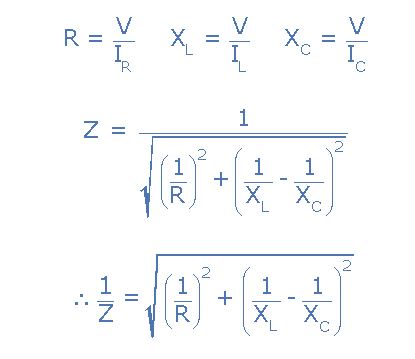 R = V/I_R   X_L = V/I_L   X_C = V/I_C
Z = 1/√((1/R)² + (1/X_L - 1/X_C)²)
∴ 1/Z = √((1/R)² + (1/X_L - 1/X_C)²)